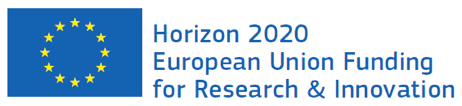 Horizon 2020
European Union Funding
for Research & Innovation